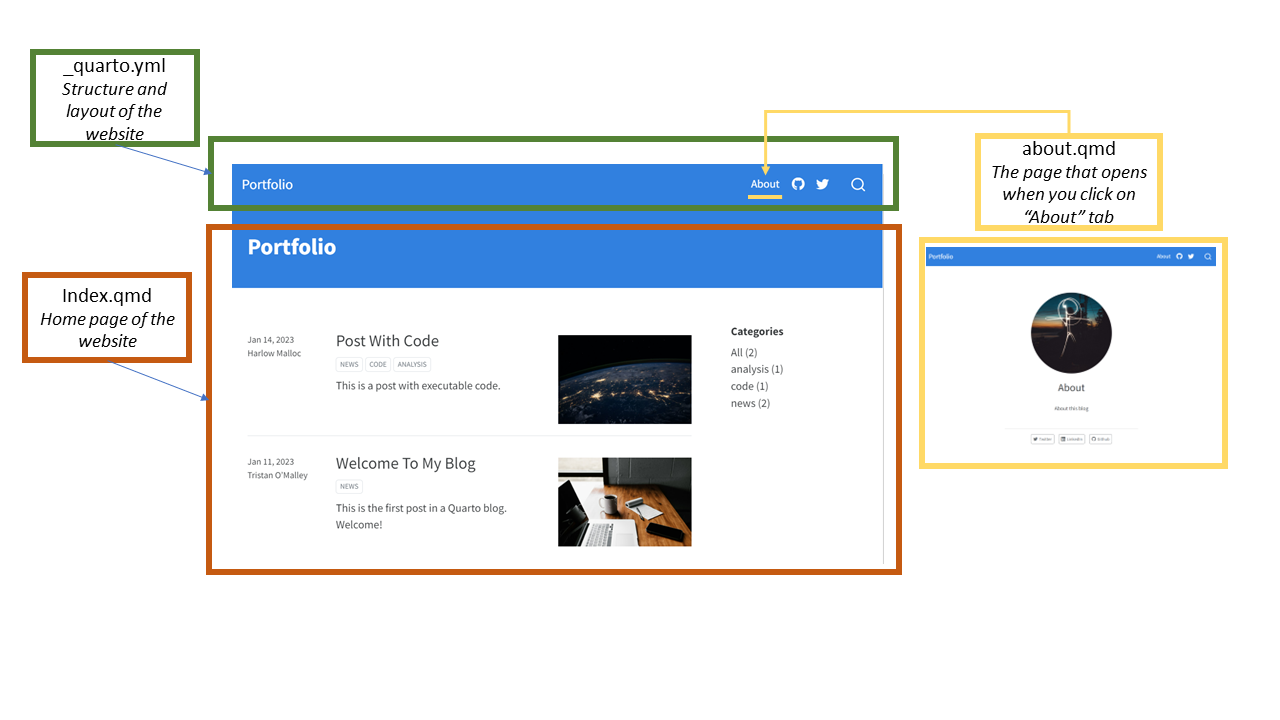 _quarto.yml
Structure and
layout of the
website
Portfolio
About
Portfolio
Index.qmd
Home page of the
website
Jan 14, 2023
Harlow Malloc
Post With Code
NEWS CODE ANALYSIS
This is a post with executable code.
Jan 11, 2023
Tristan O'Malley
Welcome To My Blog
NEWS
This is the first post in a Quarto blog.
Welcome!
Categories
All (2)
analysis (1)
code (1)
news (2)
about.qmd
The page that opens
when you click on
“About” tab
Portfolio
About
About
About this blog
Twitter LinkedIn Github